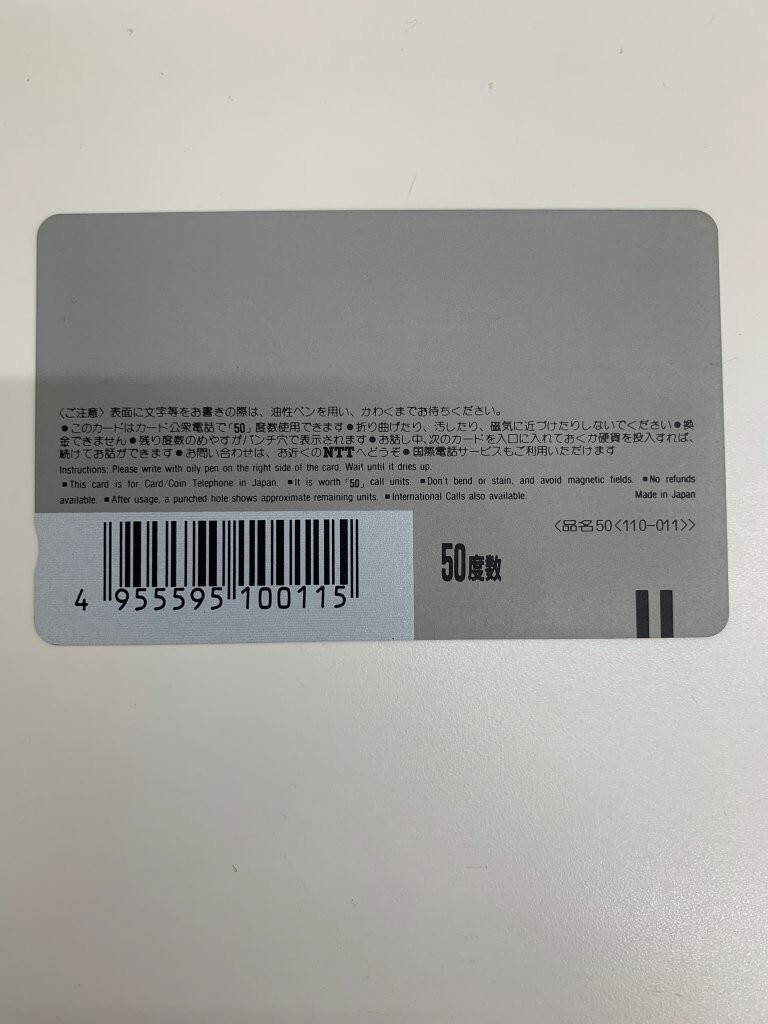 〈ご注意〉表面に文字等をお書きの際は、油性ペンを用い、かわくまでお待ちください。
●このカードはカード公衆電話で｢50｣度数使用できます●折り曲げたり、汚したり、磁気に近づけたりしないでください●換
金できません●残り度数のめやすがパンチ穴で表示されます●お話し中、次のカードを入口に入れておくか硬貨を投入すれば、
続けてお話ができます●お問い合わせは、お近くのNTTへどうぞ●国際電話サービスもご利用いただけます
Instructions: Please write with oily pen on the right side of the card. Wait until it dries up.
■This card is for Card/Coin Telephone in Japan. ■It is worth ｢50｣ call units. ■Don't bend or stain, and avoid magnetic fields. ■No refunds
available. ■After usage, a punched hole shows approximate remaining units. ■International Calls also available. Made in Japan
〈品名50〈110-011〉〉
50度数
4 955595 100115